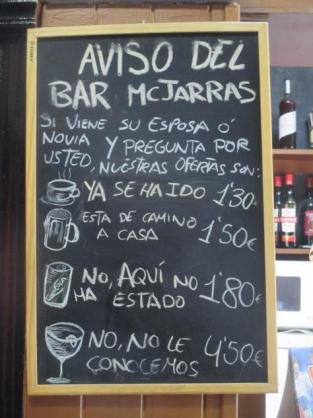 AVISO DEL
BAR McJARRAS
SI VIENE SU ESPOSA Ó
NOVIA Y PREGUNTA POR
USTED, NUESTRAS OFERTAS SON:
YA SE HA IDO 1'30€
ESTA DE CAMINO
A CASA 1'50€
NO, AQUÍ NO
HA ESTADO 1'80€
NO, NO LE
CONOCEMOS 4'50€